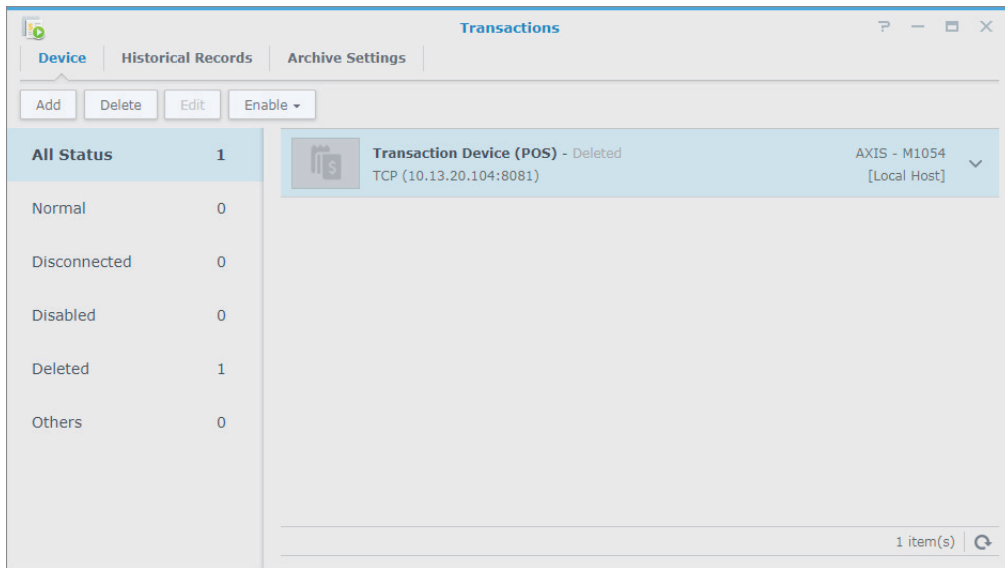 Transactions
Device Historical Records Archive Settings
Add Delete Edit Enable
All Status 1
Normal 0
Disconnected 0
Disabled 0
Deleted 1
Others 0
Transaction Device (POS) - Deleted
TCP (10.13.20.104:8081)
AXIS - M1054
[Local Host]
1 item(s)